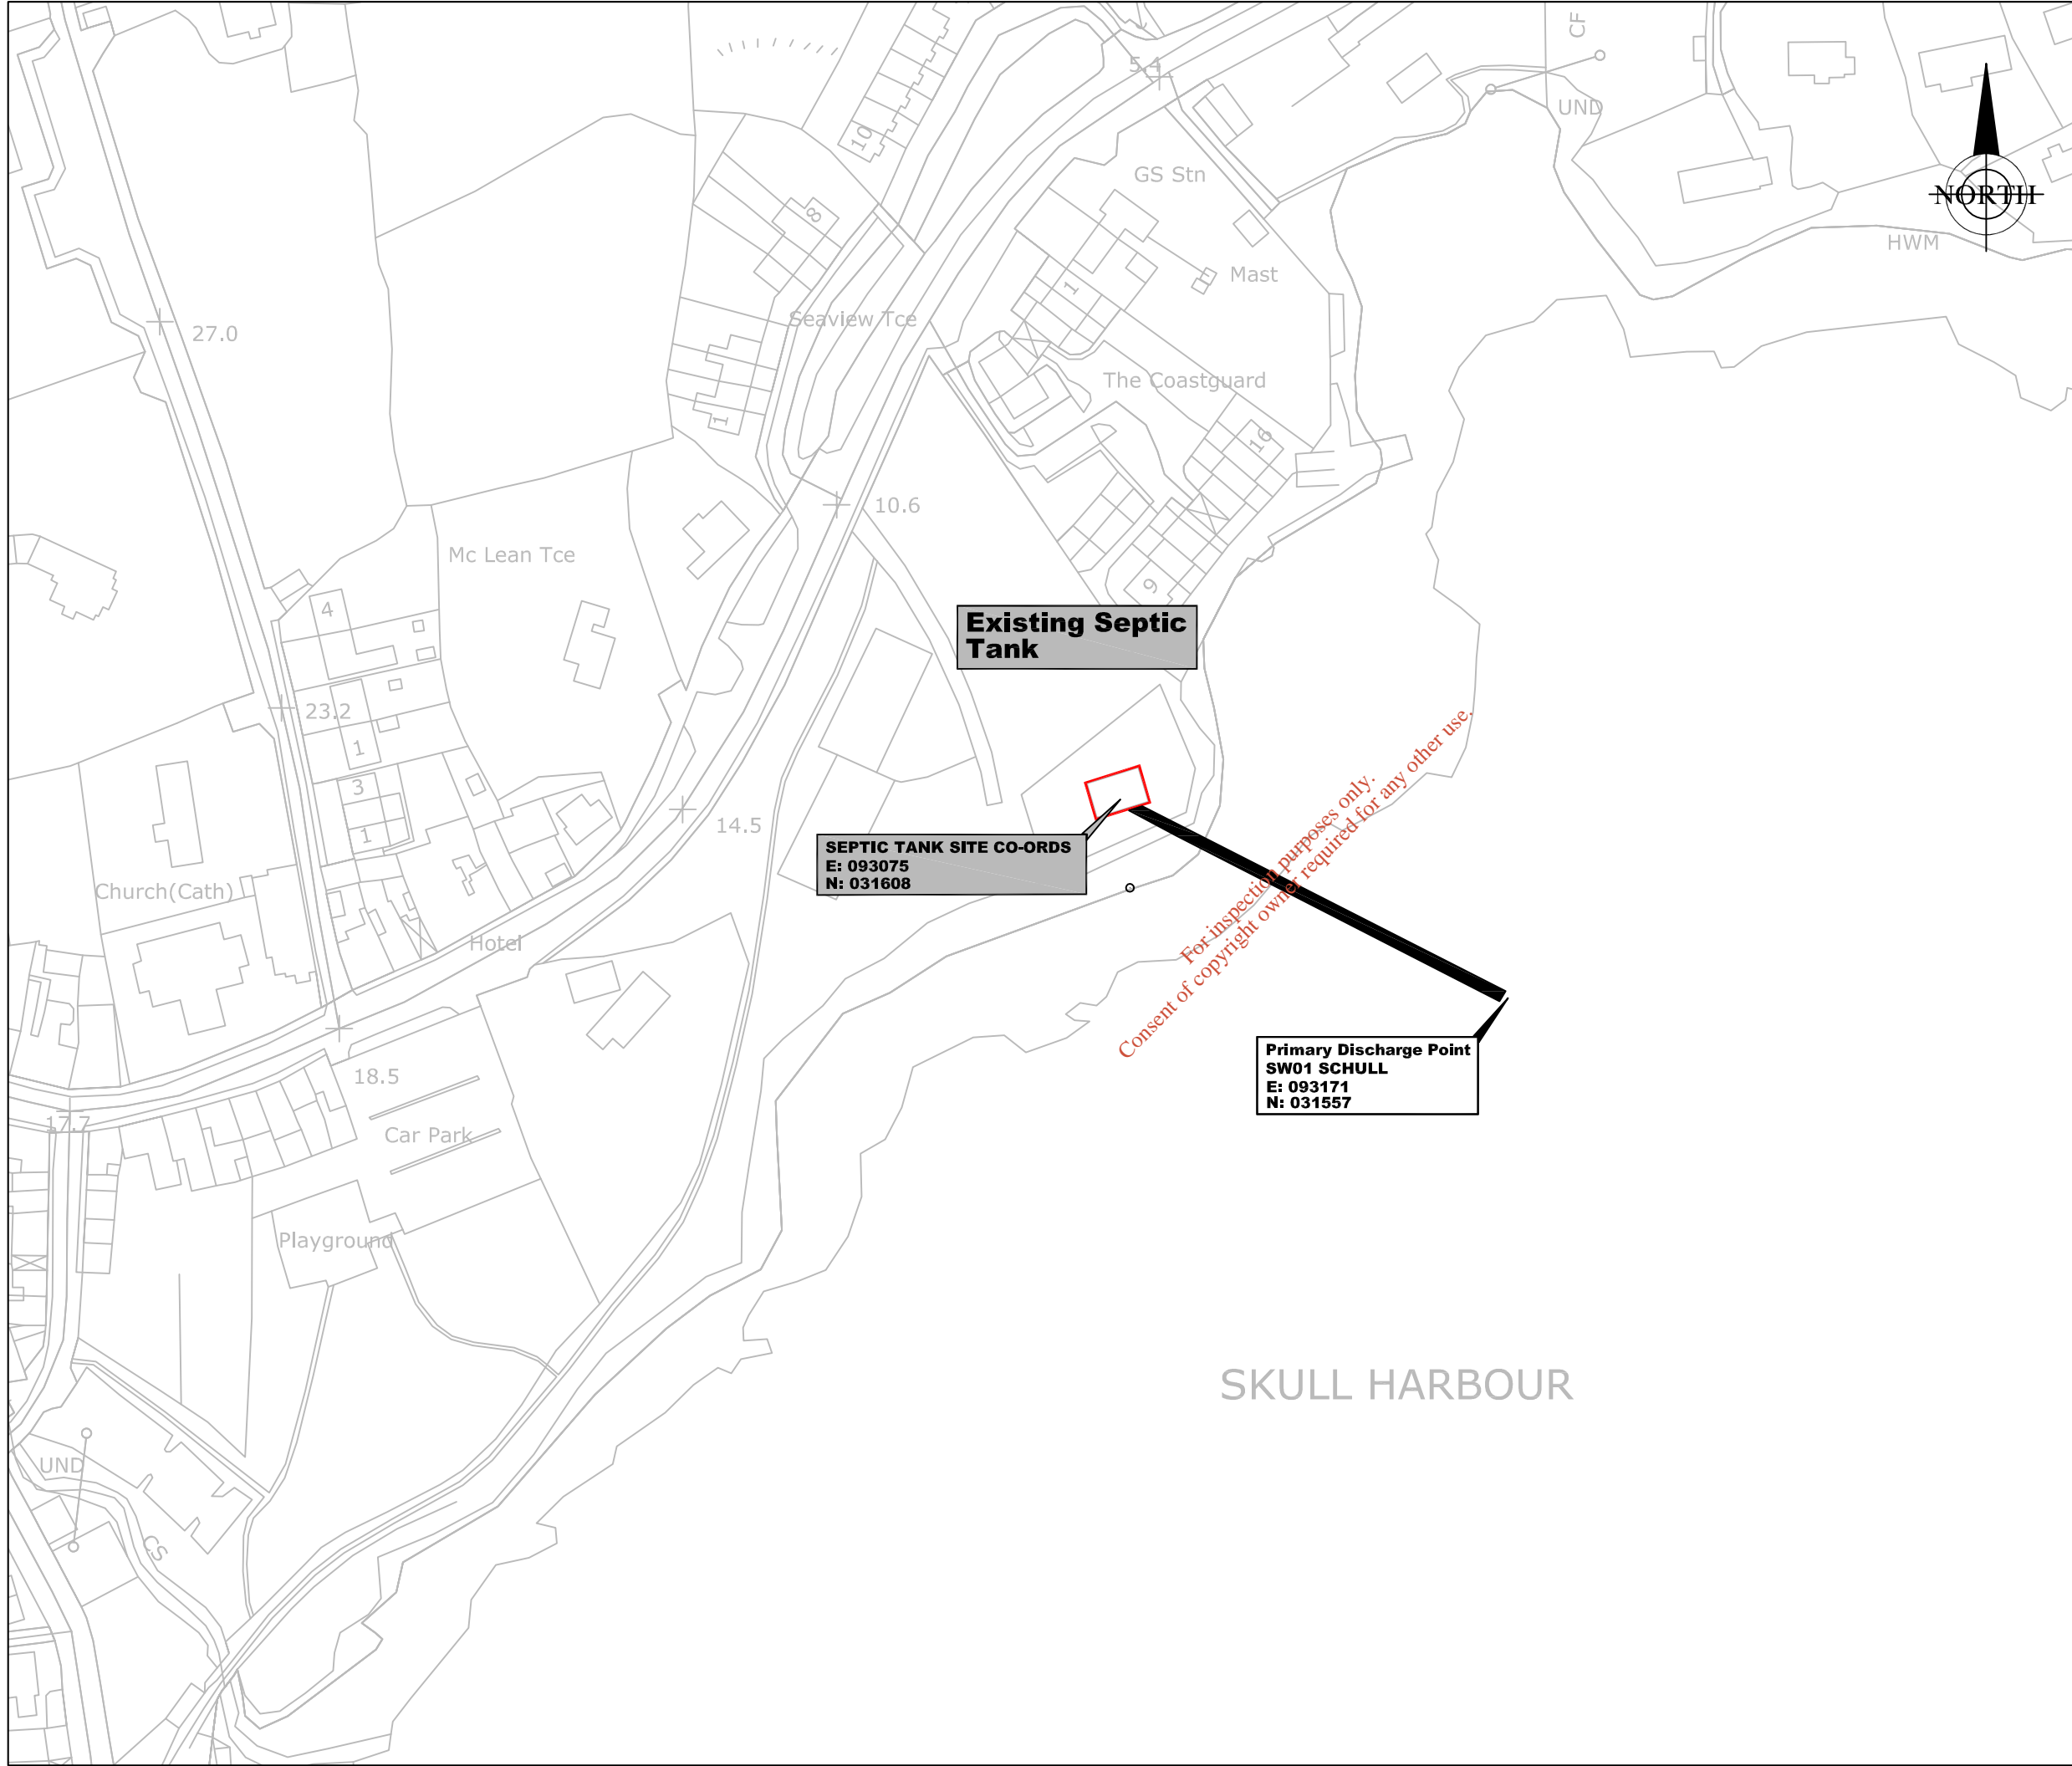 5.4
CF
UND
NORTH
HWM
10
GS Stn
8
Mast
1
27.0
Seaview Tce
The Coastguard
1
16
10.6
Mc Lean Tce
9
4
Existing Septic
Tank
23.2
1
3
1
14.5
SEPTIC TANK SITE CO-ORDS
E: 093075
N: 031608
Church(Cath)
Hotel
For inspection purposes only.
Consent of copyright owner required for any other use.
Primary Discharge Point
SW01 SCHULL
E: 093171
N: 031557
18.5
17.7
Car Park
Playground
SKULL HARBOUR
UND
CS